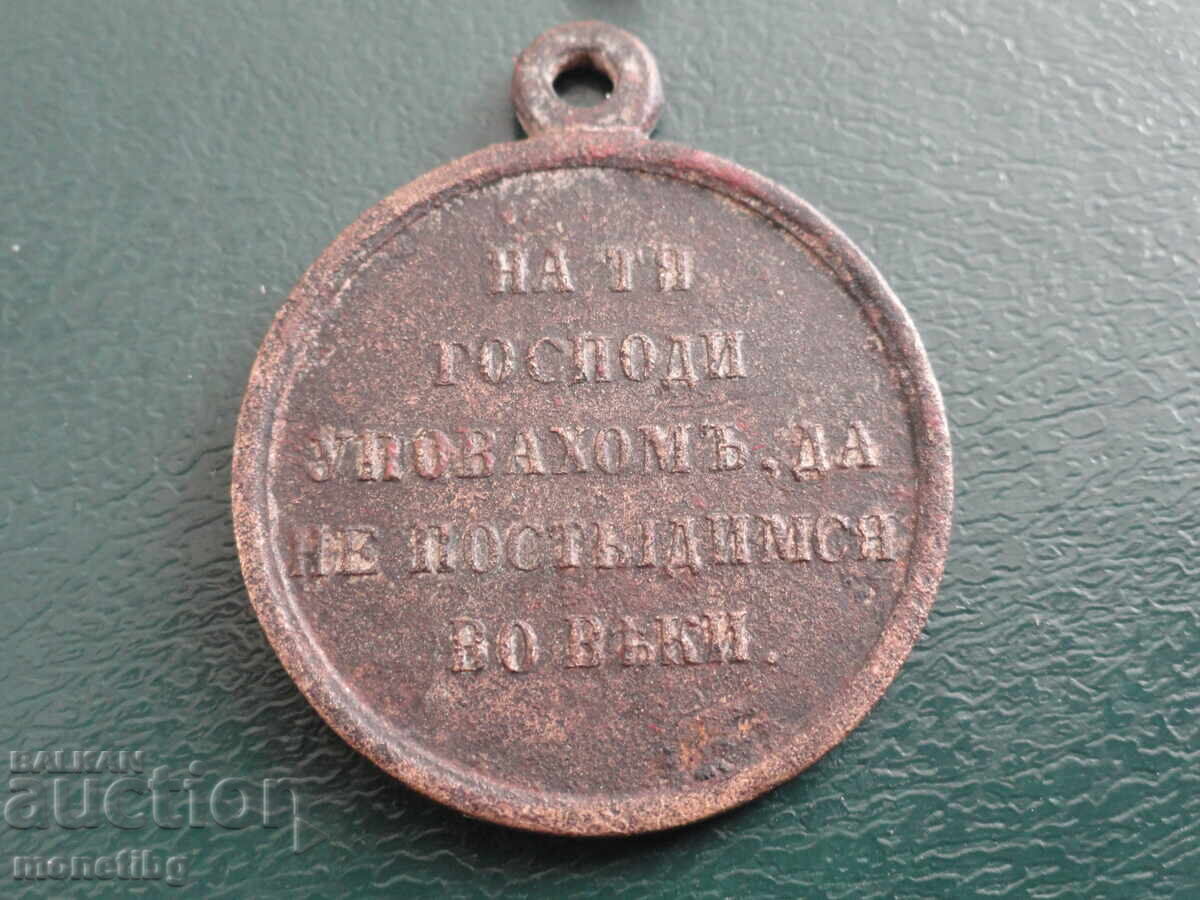 НА ТЯ
ГОСПОДИ
УПОВАХОМЪ, ДА
НЕ ПОСТЫДИМСЯ
ВО ВѢКИ.
BALKAN
auction
monetibg